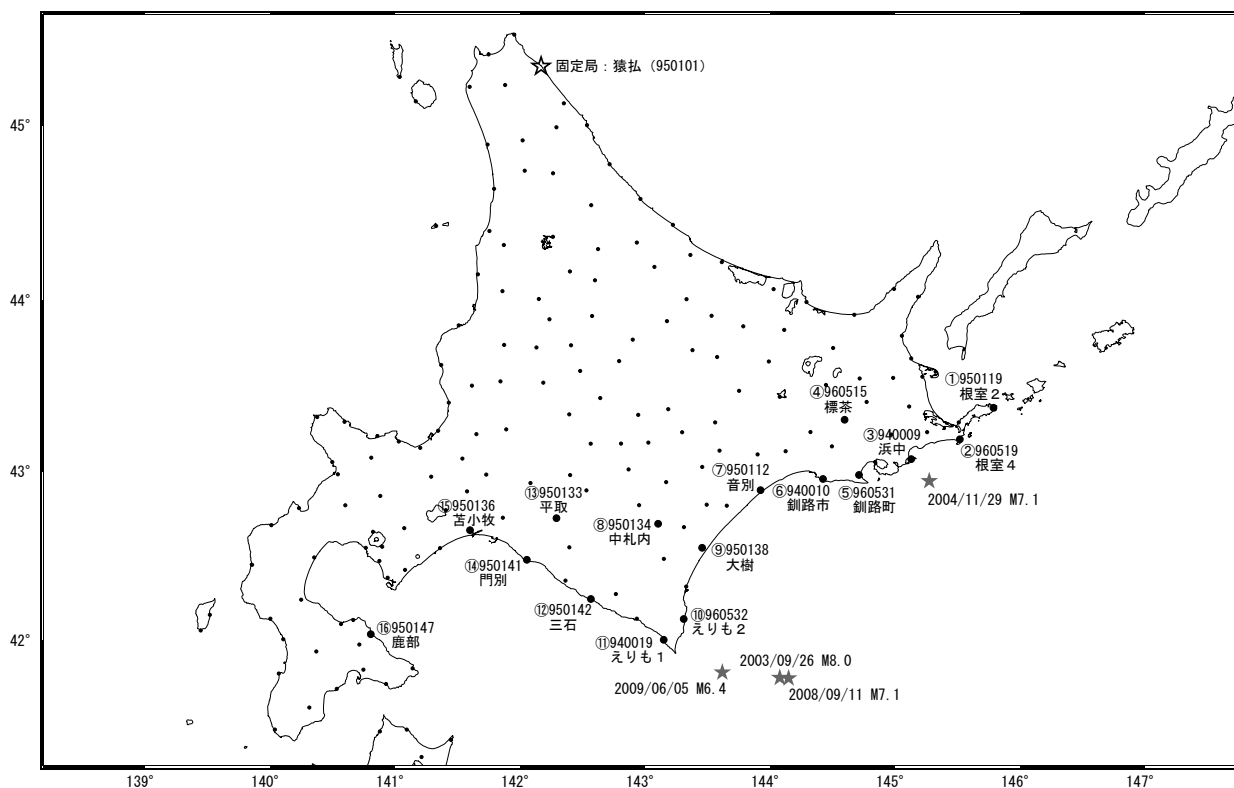 固定局：猿払（950101）
45°
44°
①950119
根室２
④960515
標茶
③940009
浜中
43°
②960519
根室４
⑦950112
音別
⑥940010
釧路市
⑤960531
釧路町
2004/11/29 M7.1
⑬950133
平取
⑮950136
苫小牧
⑧950134
中札内
⑨950138
大樹
⑭950141
門別
⑫950142
三石
⑩960532
えりも２
⑯950147
鹿部
42°
⑪940019
えりも１
2003/09/26 M8.0
2009/06/05 M6.4
2008/09/11 M7.1
139°
140°
141°
142°
143°
144°
145°
146°
147°